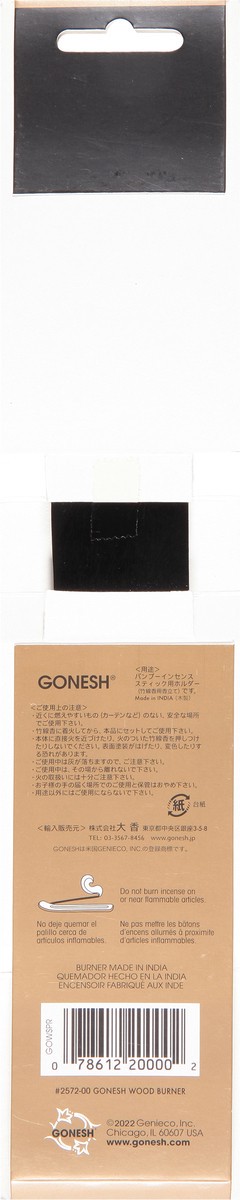 GONESH®
<用途>
バンブーインセンス
スティック用ホルダー
(竹線香用香立て)です。
Made in INDIA (木製)
<ご使用上の注意>
・近くに燃えやすいもの (カーテンなど) のない、安全な場所
でご使用下さい。
・竹線香に着火してから、本品にセットしてご使用下さい。
・本体に直接火を近づけたり、火のついた竹線香を押しつけ
たりしないでください。表面塗装がはげたり、変色したりす
る恐れがあります。
・ご使用中は灰が落ちますので、ご注意下さい。
・ご使用中は、その場から離れないで下さい。
・火の取扱いには十分ご注意下さい。
・お子様の手の届く場所でのご使用と保管はおやめ下さい。
・用途以外にはご使用にならないで下さい。
紙
台紙
<輸入販売元> 株式会社 大香 東京都中央区銀座3-5-8
TEL: 03-3567-8456 www.gonesh.jp
GONESHは米国GENIECO, INC.の登録商標です。
Do not burn incense on
or near flammable articles.
No deje quemar el
palillo cerca de
articulos inflamables.
Ne pas mettre les bâtons
d'encens allumés à proximité
d'articles inflammables.
BURNER MADE IN INDIA
QUEMADOR HECHO EN LA INDIA
ENCENSOIR FABRIQUÉ AUX INDE
GOWSPR
0 78612 20000 2
#2572-00 GONESH WOOD BURNER
GONESH®
©2022 Genieco, Inc.
Chicago, IL 60607 USA
www.gonesh.com